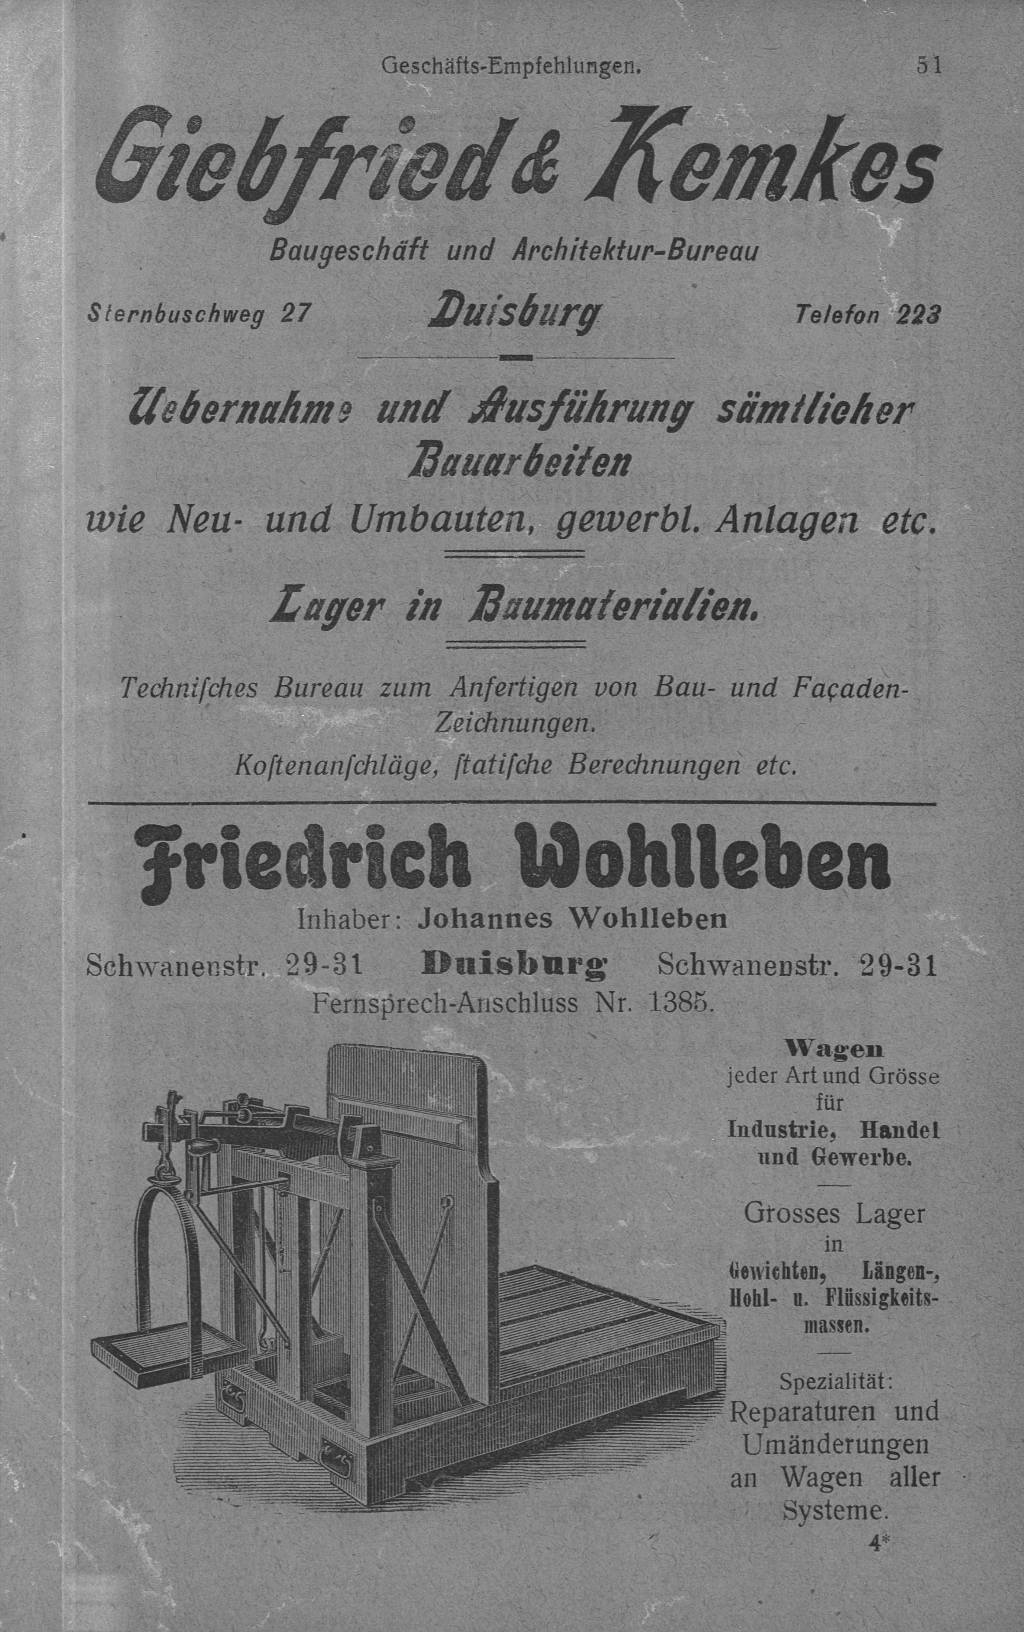 Geschäfts-Empfehlungen. 51
Giebfried & Kemkes
Baugeschäft und Architektur-Bureau
Sternbuschweg 27 Duisburg Telefon 223
Uebernahme und Ausführung sämtlicher
Bauarbeiten
wie Neu- und Umbauten, gewerbl. Anlagen etc.
Lager in Baumaterialien.
Techniſches Bureau zum Anfertigen von Bau- und Façaden-
Zeichnungen.
Koſtenanſchläge, ſtatiſche Berechnungen etc.
Friedrich Wohlleben
Inhaber: Johannes Wohlleben
Schwanenstr. 29-31 Duisburg Schwanenstr. 29-31
Fernsprech-Anschluss Nr. 1385.
Wagen
jeder Art und Grösse
für
Industrie, Handel
und Gewerbe.
Grosses Lager
in
Gewichten, Längen-,
Hohl- u. Flüssigkeits-
massen.
Spezialität:
Reparaturen und
Umänderungen
an Wagen aller
Systeme.
4*